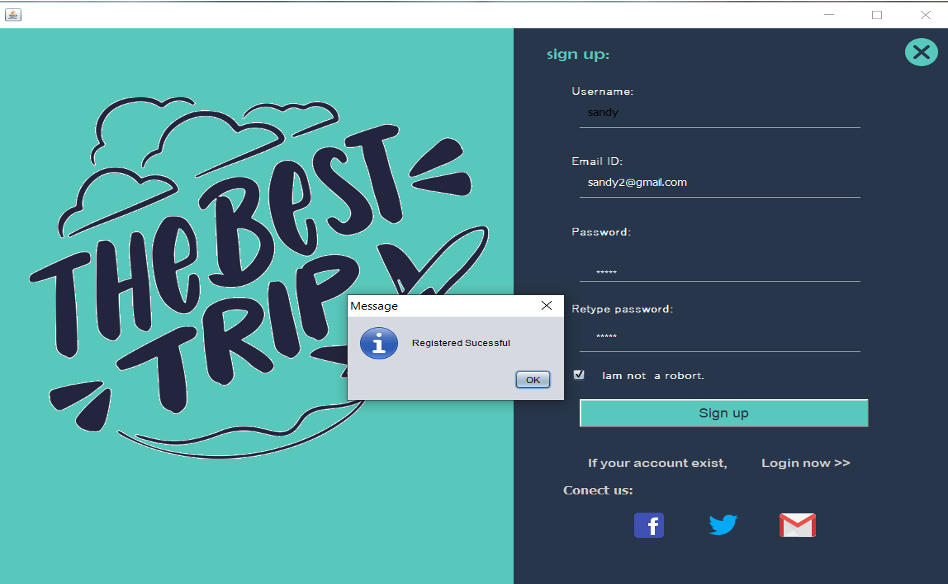 THE BEST
TRIP
sign up:
Username:
sandy
Email ID:
sandy2@gmail.com
Password:
*****
Retype password:
*****
Iam not a robort.
Sign up
If your account exist, Login now >>
Conect us:
Message
Registered Sucessful
OK